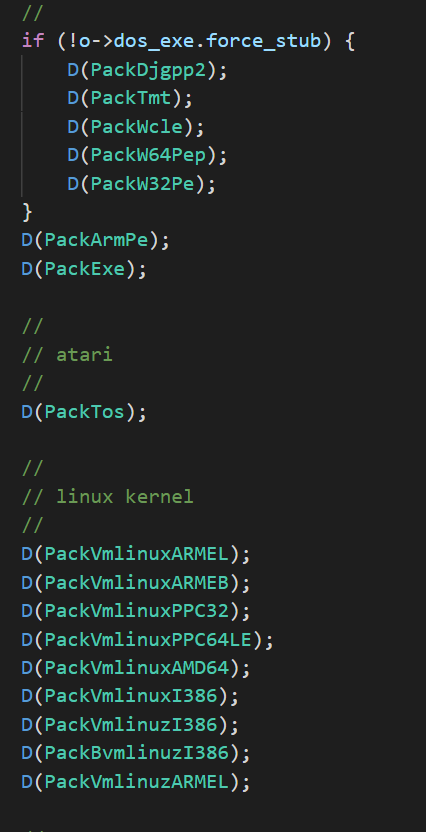 //
if (!o->dos_exe.force_stub) {
    D(PackDjgpp2);
    D(PackTmt);
    D(PackWcle);
    D(PackW64Pep);
    D(PackW32Pe);
}
D(PackArmPe);
D(PackExe);

//
// atari
//
D(PackTos);

//
// linux kernel
//
D(PackVmlinuxARMEL);
D(PackVmlinuxARMEB);
D(PackVmlinuxPPC32);
D(PackVmlinuxPPC64LE);
D(PackVmlinuxAMD64);
D(PackVmlinuxI386);
D(PackVmlinuzI386);
D(PackBvmlinuzI386);
D(PackVmlinuzARMEL);